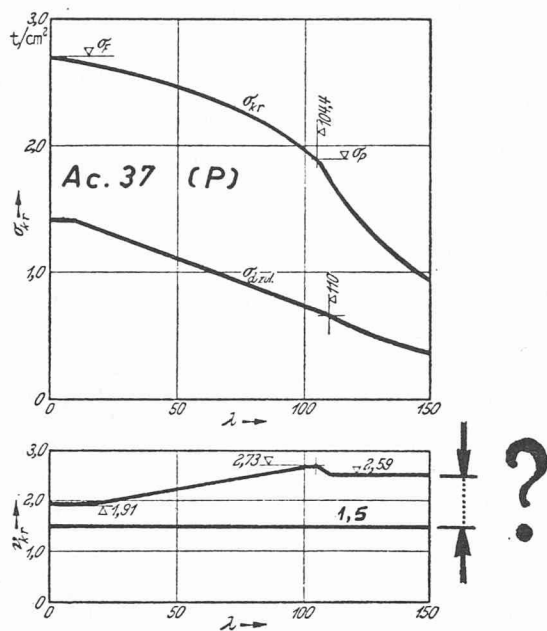 3,0
t/cm²
▽ σF
σkr
△104,4
2,0
▽ σp
Ac. 37 (P)
σkr →
1,0
σd zul.
△110
0
0 50 100 150
λ →
3,0
2,73 ▽
▽ 2,59
2,0
△1,91
1,5
νkr →
1,0
0
0 50 100 150
λ →
?